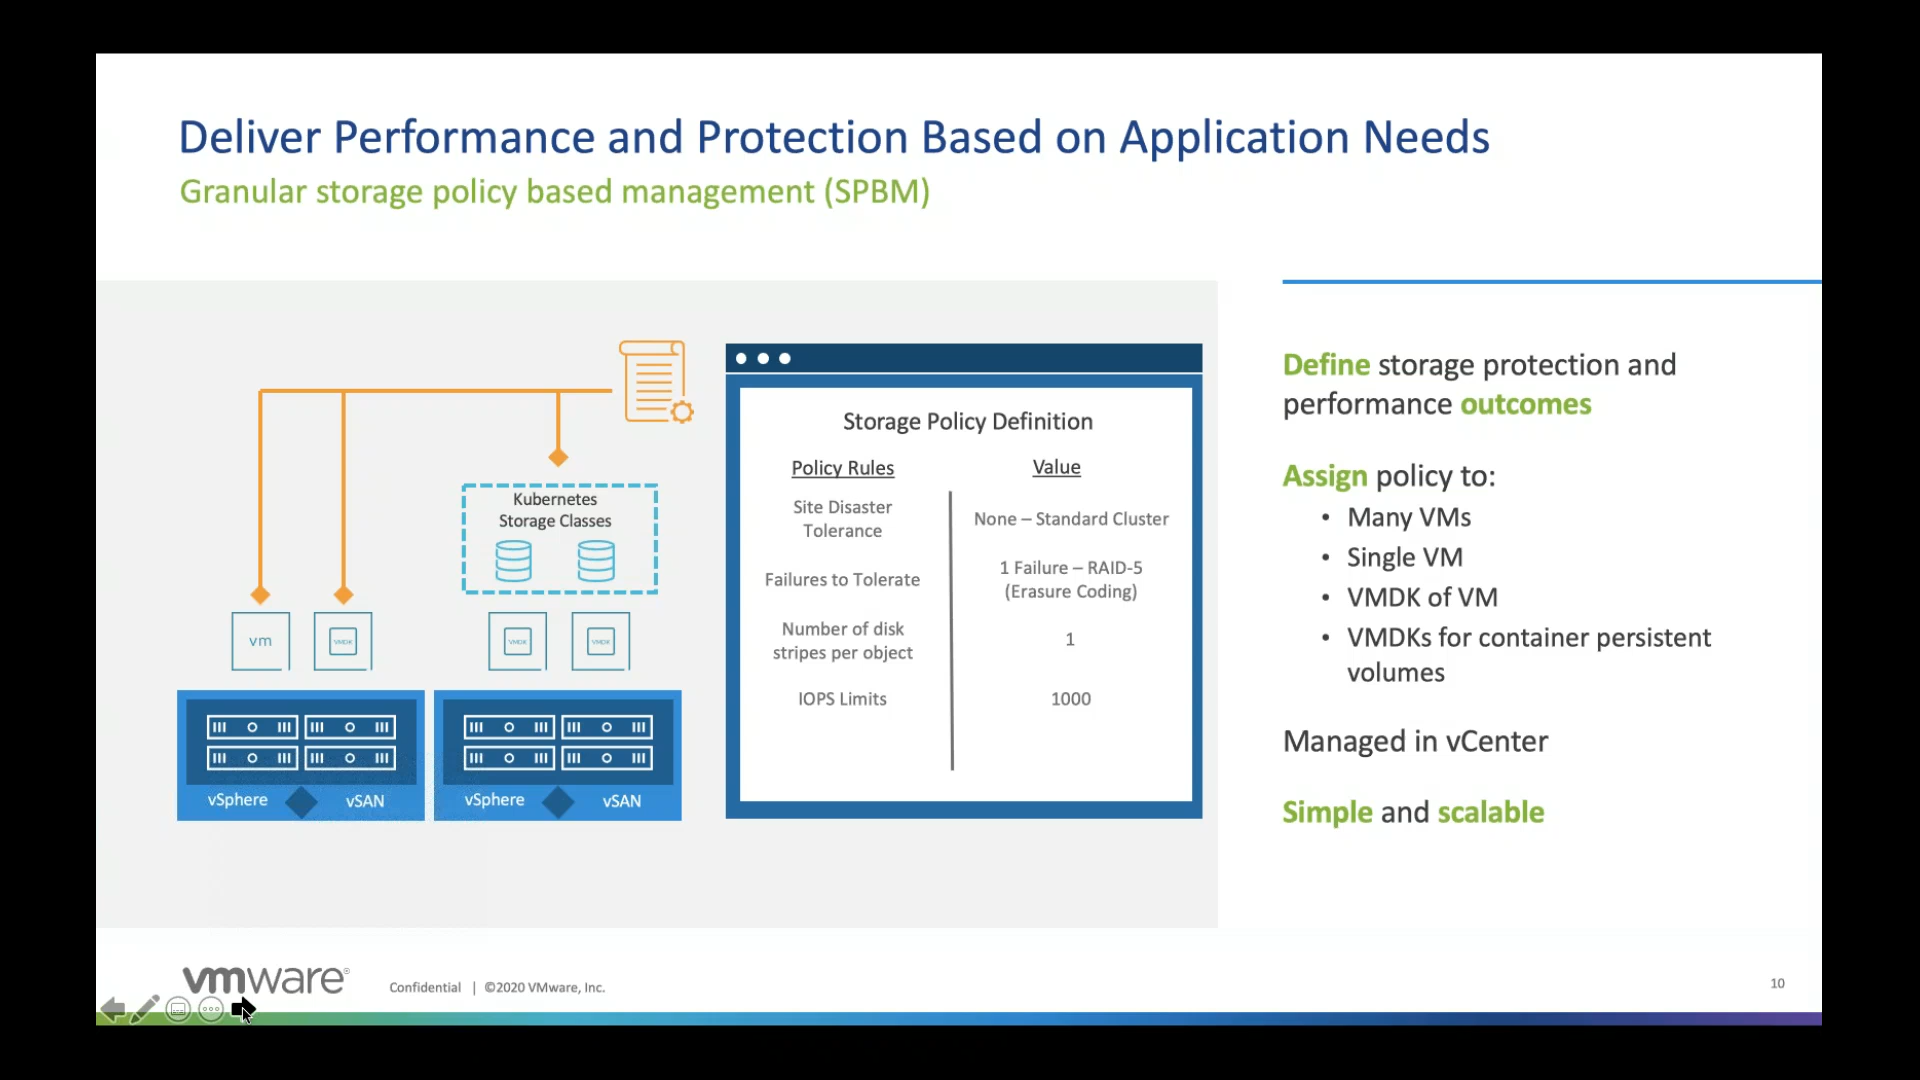 Deliver Performance and Protection Based on Application Needs
Granular storage policy based management (SPBM)
Kubernetes
Storage Classes
vm
VMDK
VMDK
VMDK
vSphere
vSAN
vSphere
vSAN
Storage Policy Definition
Policy Rules
Value
Site Disaster
Tolerance
None – Standard Cluster
Failures to Tolerate
1 Failure – RAID-5
(Erasure Coding)
Number of disk
stripes per object
1
IOPS Limits
1000
Define storage protection and
performance outcomes
Assign policy to:
• Many VMs
• Single VM
• VMDK of VM
• VMDKs for container persistent
volumes
Managed in vCenter
Simple and scalable
vmware®
Confidential | ©2020 VMware, Inc.
10